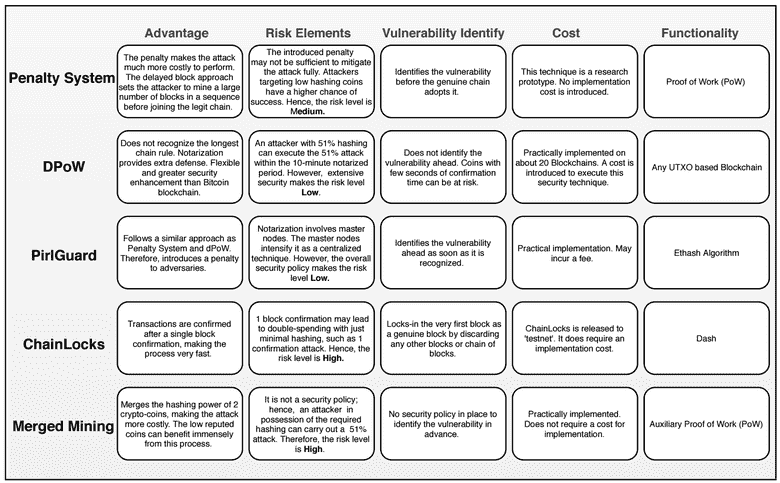 Advantage
Risk Elements
Vulnerability Identify
Cost
Functionality
Penalty System
The penalty makes the attack
much more costly to perform.
The delayed block approach
sets the attacker to mine a large
number of blocks in a sequence
before joining the legit chain.
The introduced penalty
may not be sufficient to mitigate
the attack fully. Attackers
targeting low hashing coins
have a higher chance of
success. Hence, the risk level is
Medium.
Identifies the vulnerability
before the genuine chain
adopts it.
This technique is a research
prototype. No implementation
cost is introduced.
Proof of Work (PoW)
DPoW
Does not recognize the longest
chain rule. Notarization
provides extra defense. Flexible
and greater security
enhancement than Bitcoin
blockchain.
An attacker with 51% hashing
can execute the 51% attack
within the 10-minute notarized
period. However, extensive
security makes the risk level
Low.
Does not identify the
vulnerability ahead. Coins with
few seconds of confirmation
time can be at risk.
Practically implemented on
about 20 Blockchains. A cost is
introduced to execute this
security technique.
Any UTXO based Blockchain
PirlGuard
Follows a similar approach as
Penalty System and dPoW.
Therefore, introduces a penalty
to adversaries.
Notarization involves master
nodes. The master nodes
intensify it as a centralized
technique. However, the overall
security policy makes the risk
level Low.
Identifies the vulnerability
ahead as soon as it is
recognized.
Practical implementation. May
incur a fee.
Ethash Algorithm
ChainLocks
Transactions are confirmed
after a single block
confirmation, making the
process very fast.
1 block confirmation may lead
to double-spending with just
minimal hashing, such as 1
confirmation attack. Hence, the
risk level is High.
Locks-in the very first block as
a genuine block by discarding
any other blocks or chain of
blocks.
ChainLocks is released to
'testnet'. It does require an
implementation cost.
Dash
Merged Mining
Merges the hashing power of 2
crypto-coins, making the attack
more costly. The low reputed
coins can benefit immensely
from this process.
It is not a security policy;
hence, an attacker in
possession of the required
hashing can carry out a 51%
attack. Therefore, the risk level
is High.
No security policy in place to
identify the vulnerability in
advance.
Practically implemented.
Does not require a cost for
implementation.
Auxiliary Proof of Work (PoW)